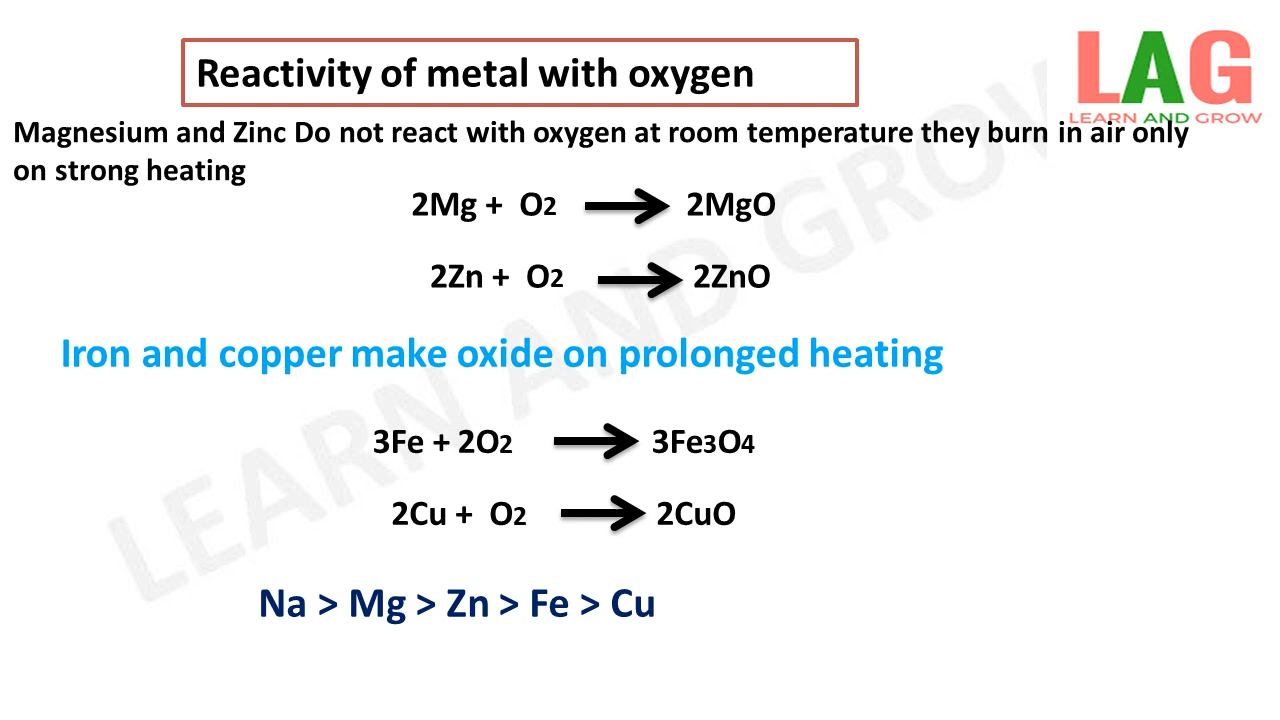 Reactivity of metal with oxygen
LAG
LEARN AND GROW
Magnesium and Zinc Do not react with oxygen at room temperature they burn in air only
on strong heating
2Mg + O2 → 2MgO
2Zn + O2 → 2ZnO
Iron and copper make oxide on prolonged heating
3Fe + 2O2 → 3Fe3O4
2Cu + O2 → 2CuO
Na > Mg > Zn > Fe > Cu
LEARN AND GROW